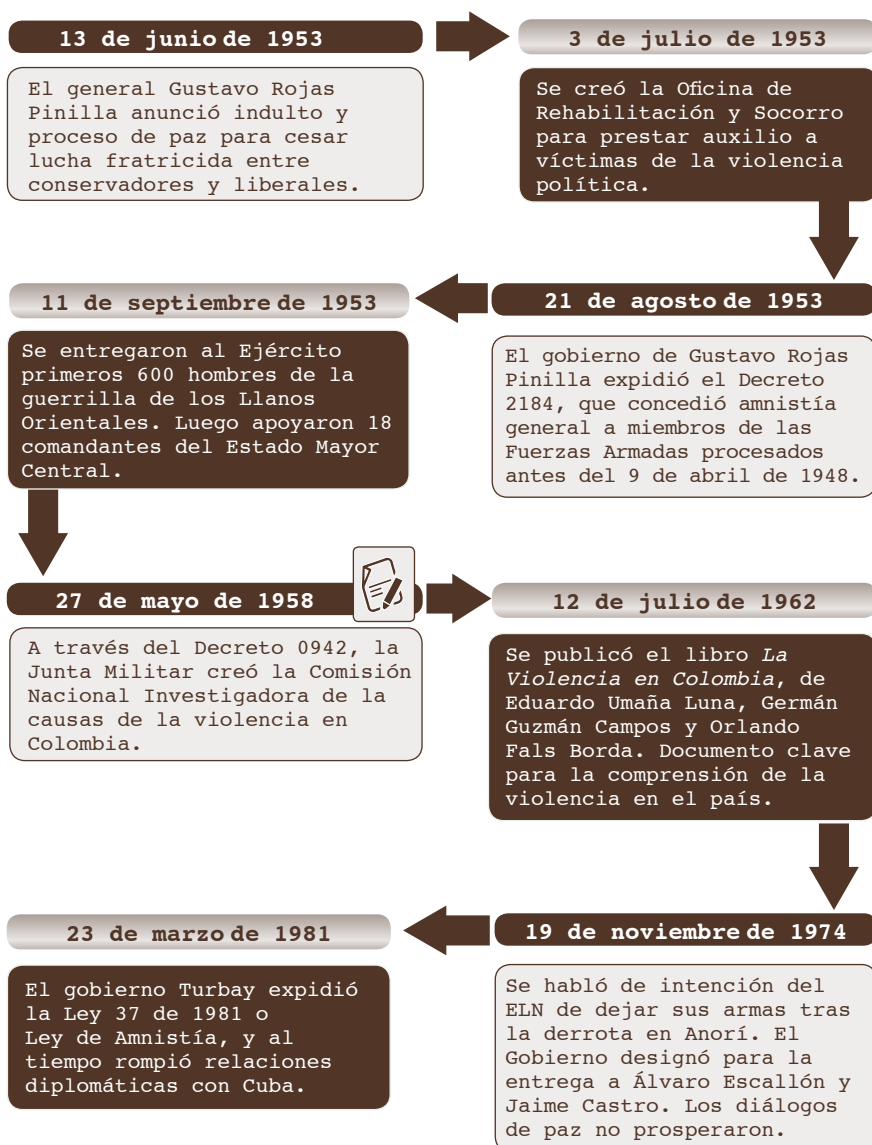 13 de junio de 1953
El general Gustavo Rojas
Pinilla anunció indulto y
proceso de paz para cesar
lucha fratricida entre
conservadores y liberales.
3 de julio de 1953
Se creó la Oficina de
Rehabilitación y Socorro
para prestar auxilio a
víctimas de la violencia
política.
21 de agosto de 1953
El gobierno de Gustavo Rojas
Pinilla expidió el Decreto
2184, que concedió amnistía
general a miembros de las
Fuerzas Armadas procesados
antes del 9 de abril de 1948.
11 de septiembre de 1953
Se entregaron al Ejército
primeros 600 hombres de la
guerrilla de los Llanos
Orientales. Luego apoyaron 18
comandantes del Estado Mayor
Central.
27 de mayo de 1958
A través del Decreto 0942, la
Junta Militar creó la Comisión
Nacional Investigadora de la
causas de la violencia en
Colombia.
12 de julio de 1962
Se publicó el libro La
Violencia en Colombia, de
Eduardo Umaña Luna, Germán
Guzmán Campos y Orlando
Fals Borda. Documento clave
para la comprensión de la
violencia en el país.
19 de noviembre de 1974
Se habló de intención del
ELN de dejar sus armas tras
la derrota en Anorí. El
Gobierno designó para la
entrega a Álvaro Escallón y
Jaime Castro. Los diálogos
de paz no prosperaron.
23 de marzo de 1981
El gobierno Turbay expidió
la Ley 37 de 1981 o
Ley de Amnistía, y al
tiempo rompió relaciones
diplomáticas con Cuba.